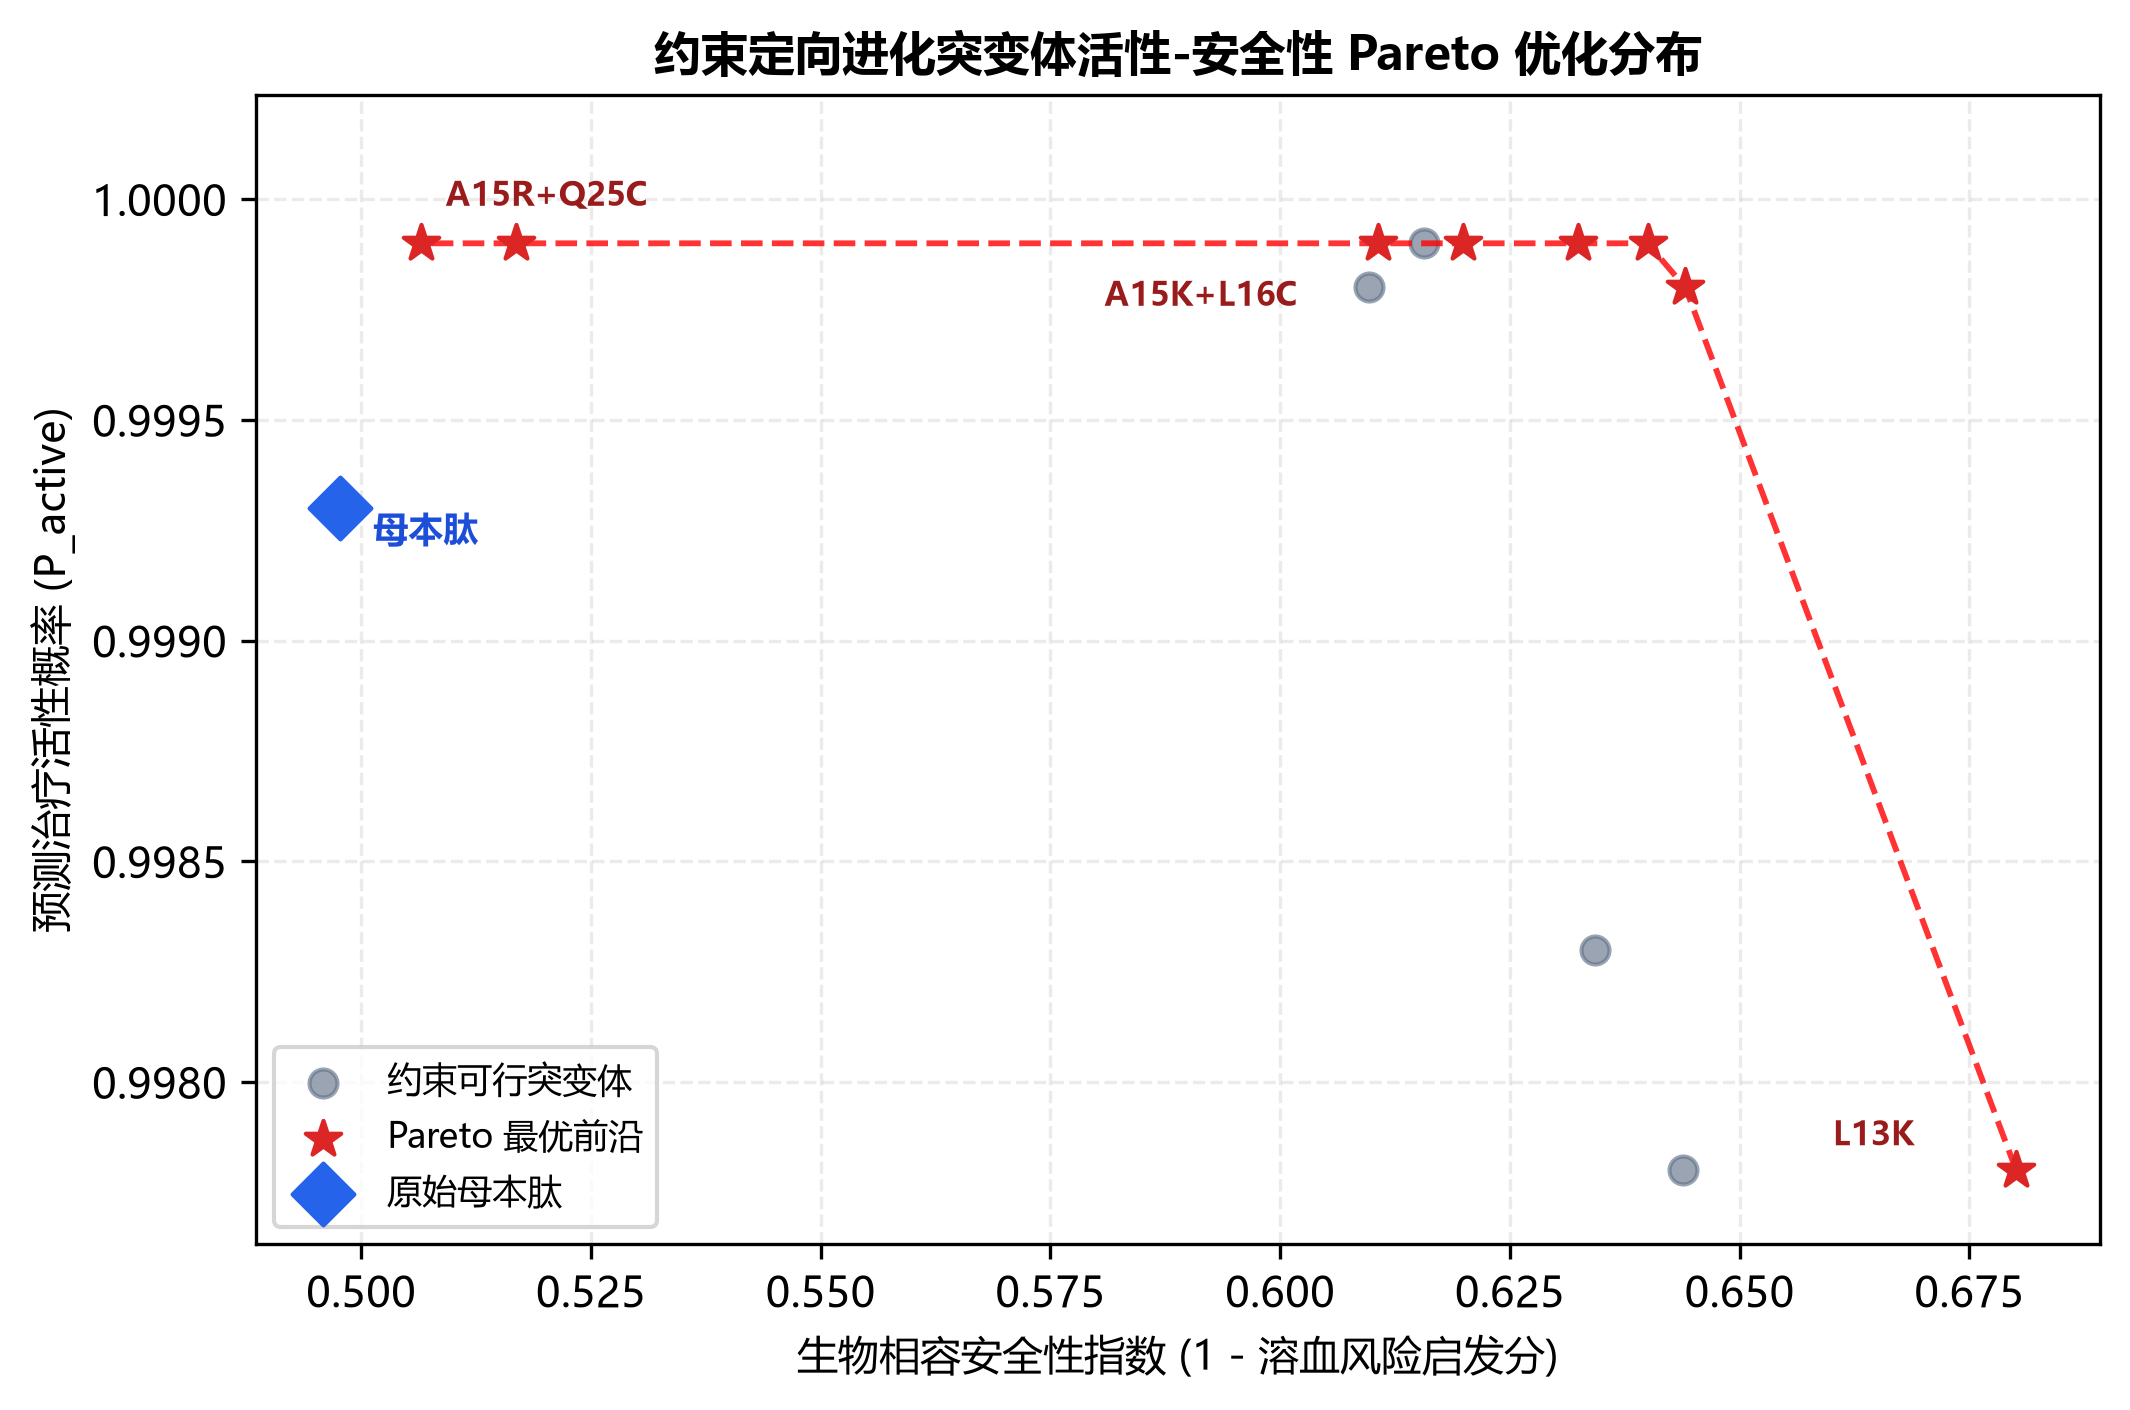 约束定向进化突变体活性-安全性 Pareto 优化分布
预测治疗活性概率 (P_active)
1.0000
0.9995
0.9990
0.9985
0.9980
A15R+Q25C
A15K+L16C
母本肽
L13K
约束可行突变体
Pareto 最优前沿
原始母本肽
0.500 0.525 0.550 0.575 0.600 0.625 0.650 0.675
生物相容安全性指数 (1 - 溶血风险启发分)